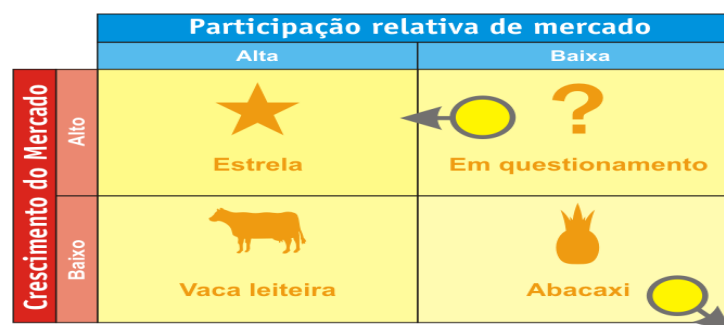 Participação relativa de mercado
Alta
Baixa
Crescimento do Mercado
Alto
Estrela
?
Em questionamento
Baixo
Vaca leiteira
Abacaxi